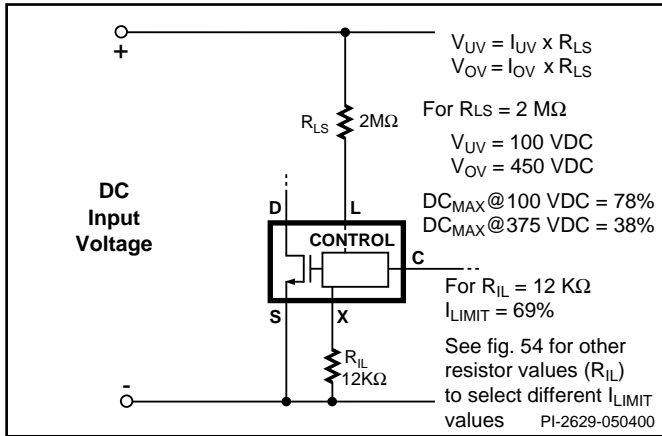 +
V_UV = I_UV x R_LS
V_OV = I_OV x R_LS
R_LS
2MΩ
For RLS = 2 MΩ
V_UV = 100 VDC
V_OV = 450 VDC
DC
Input
Voltage
DC_MAX@100 VDC = 78%
DC_MAX@375 VDC = 38%
D
L
CONTROL
C
S
X
For R_IL = 12 KΩ
I_LIMIT = 69%
R_IL
12KΩ
See fig. 54 for other
resistor values (R_IL)
to select different I_LIMIT
values
-
PI-2629-050400